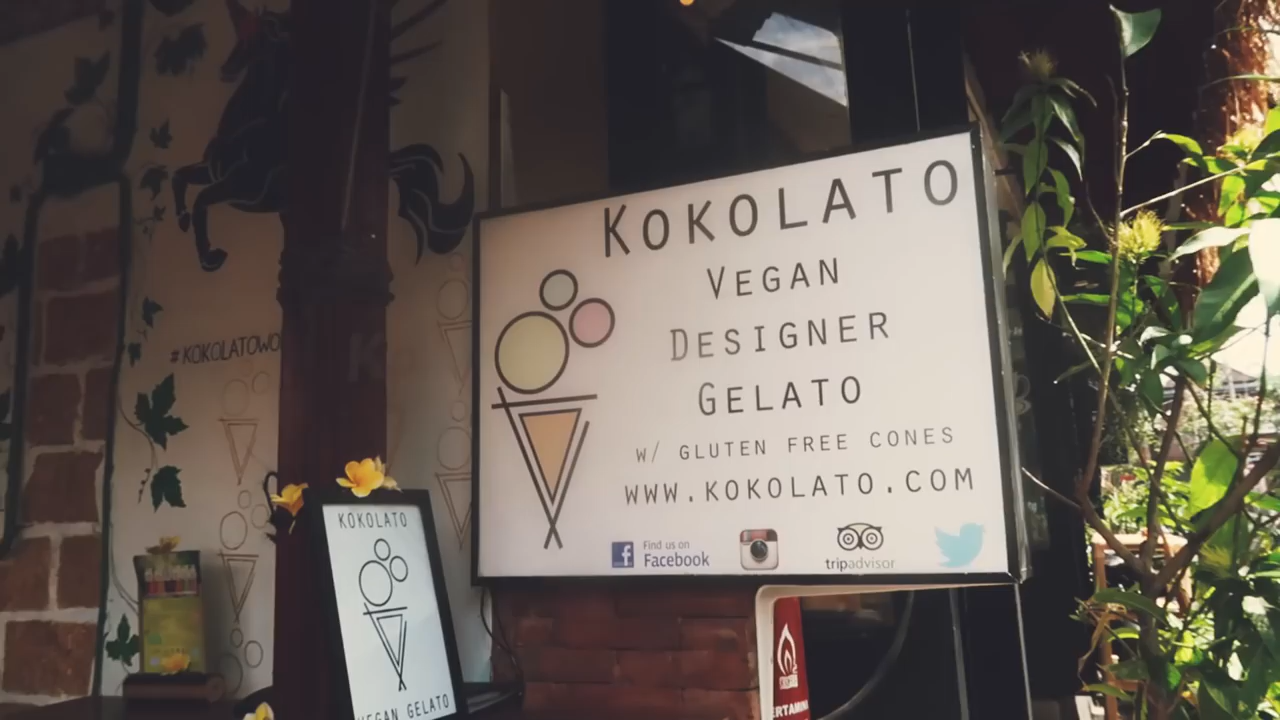 KOKOLATO
VEGAN
DESIGNER
GELATO
W/ GLUTEN FREE CONES
WWW.KOKOLATO.COM
f Find us on
Facebook
tripadvisor
#KOKOLATOWO
KOKOLATO
VEGAN GELATO
ERTAMINA